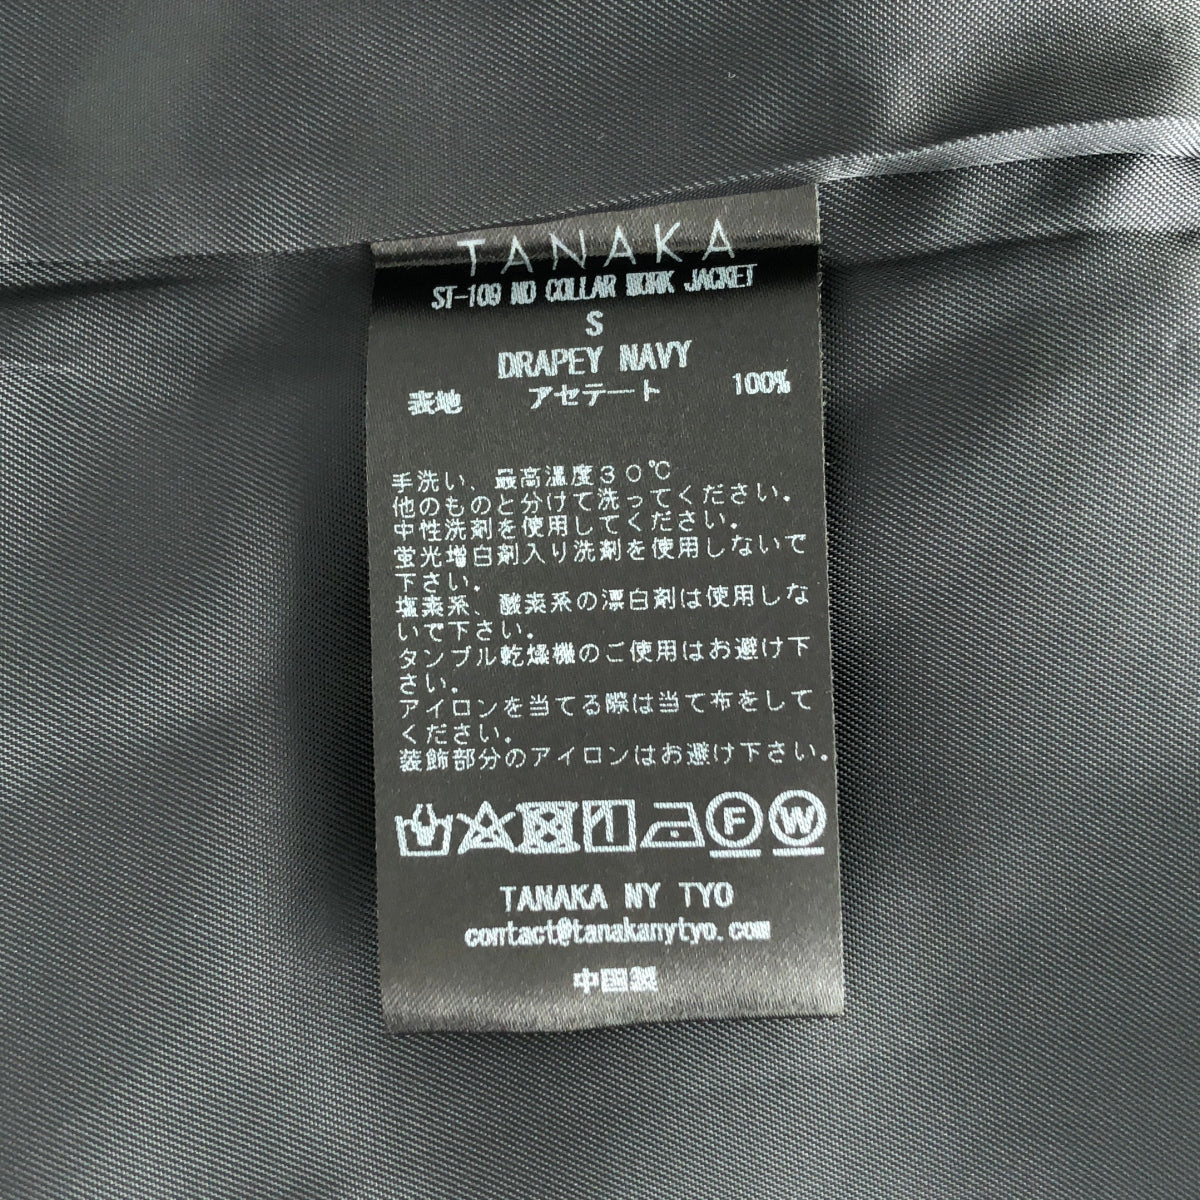 TANAKA
ST-109 NO COLLAR WORK JACKET
S
DRAPEY NAVY
表地 アセテート 100%
手洗い、最高温度30℃
他のものと分けて洗ってください。
中性洗剤を使用してください。
蛍光増白剤入り洗剤を使用しないで
下さい。
塩素系、酸素系の漂白剤は使用しな
いで下さい。
タンブル乾燥機のご使用はお避け下
さい。
アイロンを当てる際は当て布をして
ください。
装飾部分のアイロンはお避け下さい。
F W
TANAKA NY TYO
contact@tanakanytyo.com
中国製